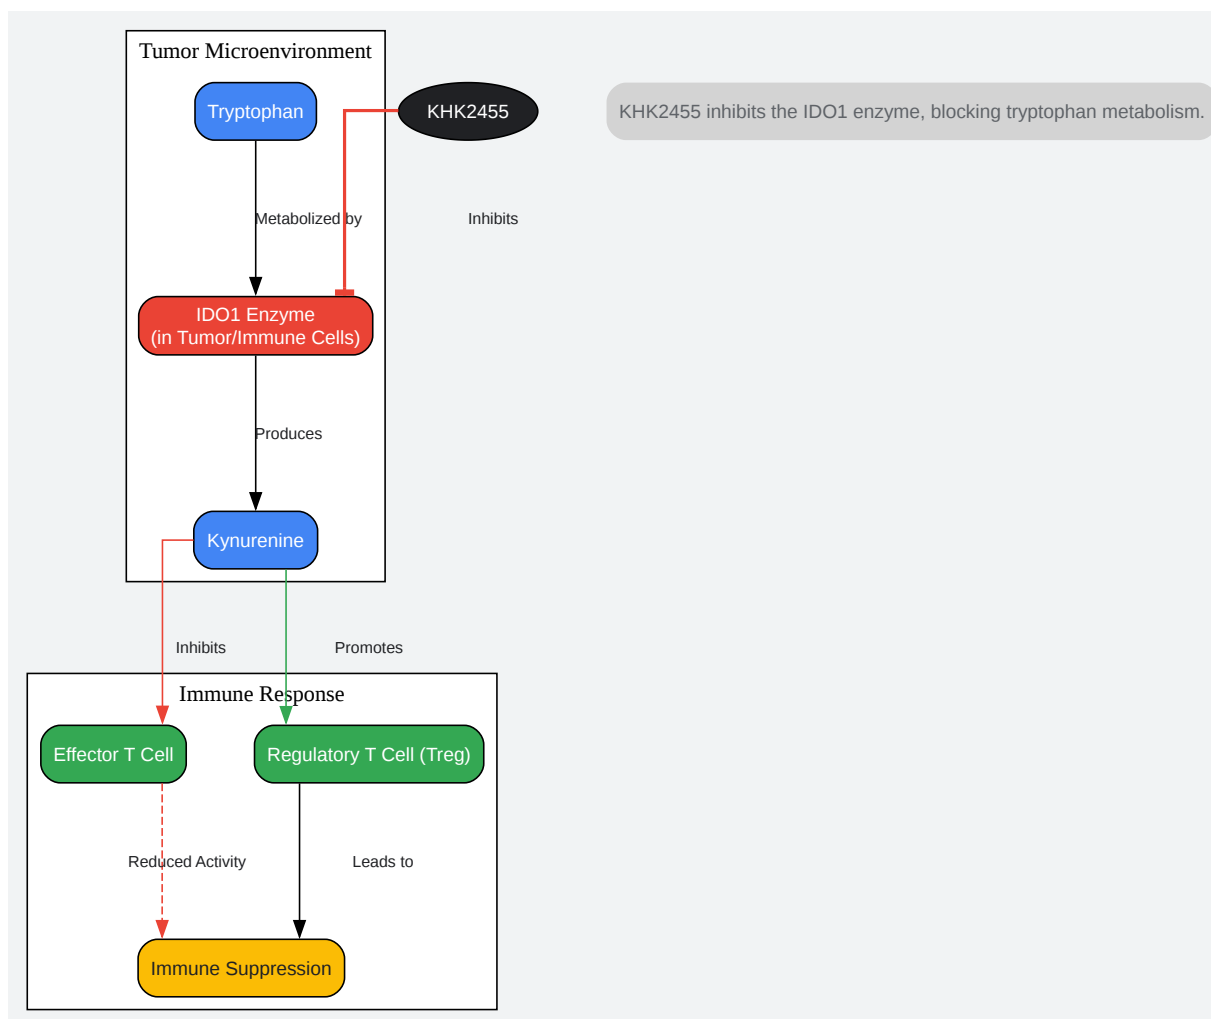 Tumor Microenvironment
Tryptophan
KHK2455
KHK2455 inhibits the IDO1 enzyme, blocking tryptophan metabolism.
Metabolized by
Inhibits
IDO1 Enzyme
(in Tumor/Immune Cells)
Produces
Kynurenine
Inhibits
Promotes
Immune Response
Effector T Cell
Regulatory T Cell (Treg)
Reduced Activity
Leads to
Immune Suppression